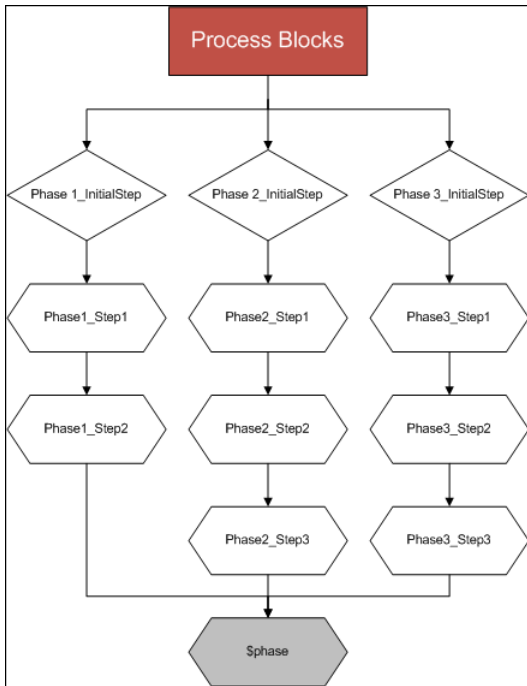 Process Blocks
Phase 1_InitialStep
Phase 2_InitialStep
Phase 3_InitialStep
Phase1_Step1
Phase2_Step1
Phase3_Step1
Phase1_Step2
Phase2_Step2
Phase3_Step2
Phase2_Step3
Phase3_Step3
$phase